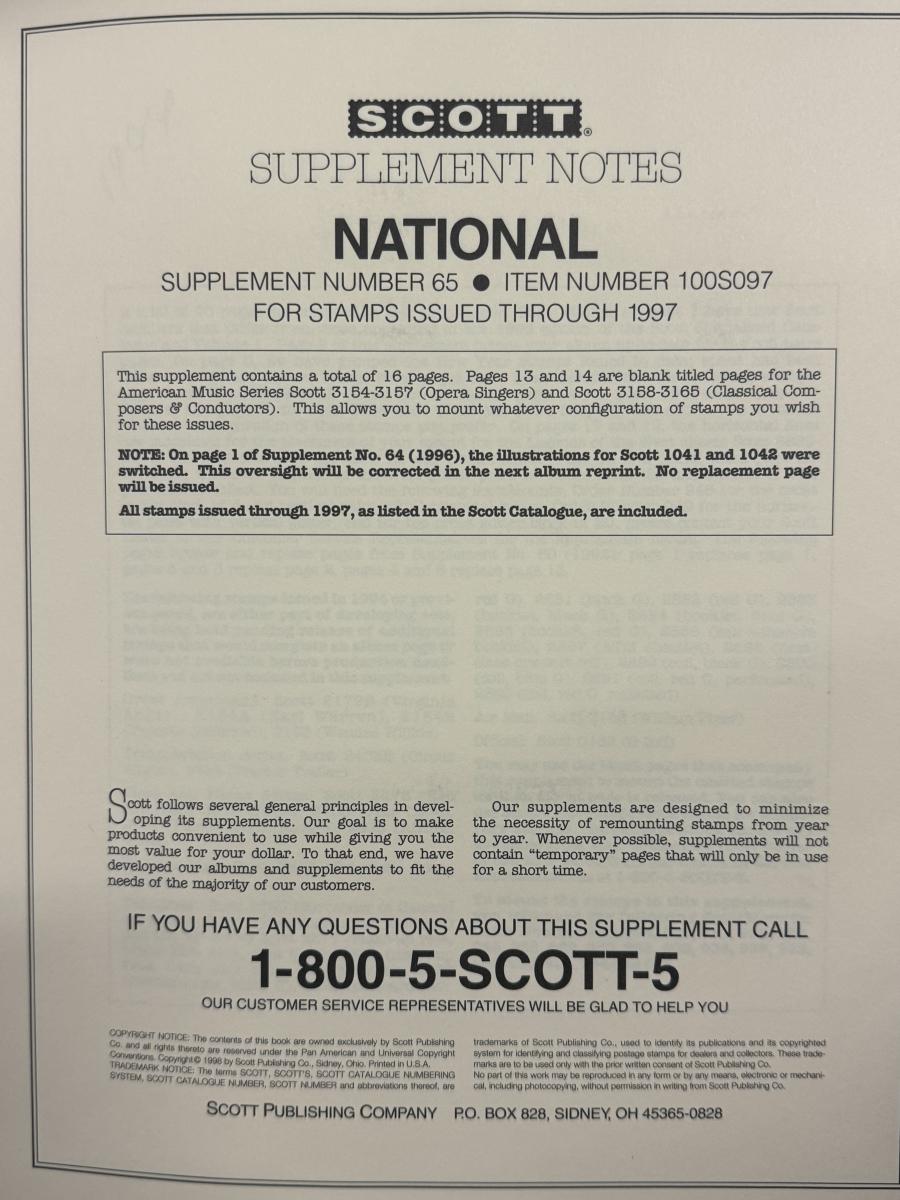 SCOTT®
SUPPLEMENT NOTES
NATIONAL
SUPPLEMENT NUMBER 65 ● ITEM NUMBER 100S097
FOR STAMPS ISSUED THROUGH 1997
This supplement contains a total of 16 pages. Pages 13 and 14 are blank titled pages for the
American Music Series Scott 3154-3157 (Opera Singers) and Scott 3158-3165 (Classical Com-
posers & Conductors). This allows you to mount whatever configuration of stamps you wish
for these issues.
NOTE: On page 1 of Supplement No. 64 (1996), the illustrations for Scott 1041 and 1042 were
switched. This oversight will be corrected in the next album reprint. No replacement page
will be issued.
All stamps issued through 1997, as listed in the Scott Catalogue, are included.
Scott follows several general principles in devel-
oping its supplements. Our goal is to make
products convenient to use while giving you the
most value for your dollar. To that end, we have
developed our albums and supplements to fit the
needs of the majority of our customers.
Our supplements are designed to minimize
the necessity of remounting stamps from year
to year. Whenever possible, supplements will not
contain "temporary" pages that will only be in use
for a short time.
IF YOU HAVE ANY QUESTIONS ABOUT THIS SUPPLEMENT CALL
1-800-5-SCOTT-5
OUR CUSTOMER SERVICE REPRESENTATIVES WILL BE GLAD TO HELP YOU
COPYRIGHT NOTICE: The contents of this book are owned exclusively by Scott Publishing
Co. and all rights thereto are reserved under the Pan American and Universal Copyright
Conventions. Copyright © 1998 by Scott Publishing Co., Sidney, Ohio. Printed in U.S.A.
TRADEMARK NOTICE: The terms SCOTT, SCOTT'S, SCOTT CATALOGUE NUMBERING
SYSTEM, SCOTT CATALOGUE NUMBER, SCOTT NUMBER and abbreviations thereof, are
trademarks of Scott Publishing Co., used to identify its publications and its copyrighted
system for identifying and classifying postage stamps for dealers and collectors. These trade-
marks are to be used only with the prior written consent of Scott Publishing Co.
No part of this work may be reproduced in any form or by any means, electronic or mechani-
cal, including photocopying, without permission in writing from Scott Publishing Co.
SCOTT PUBLISHING COMPANY P.O. BOX 828, SIDNEY, OH 45365-0828